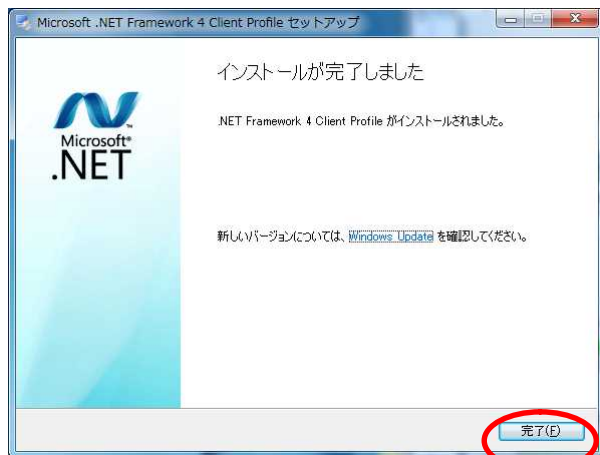 Microsoft .NET Framework 4 Client Profile セットアップ
インストールが完了しました
.NET Framework 4 Client Profile がインストールされました。
Microsoft®
.NET
新しいバージョンについては、Windows Update を確認してください。
完了(F)